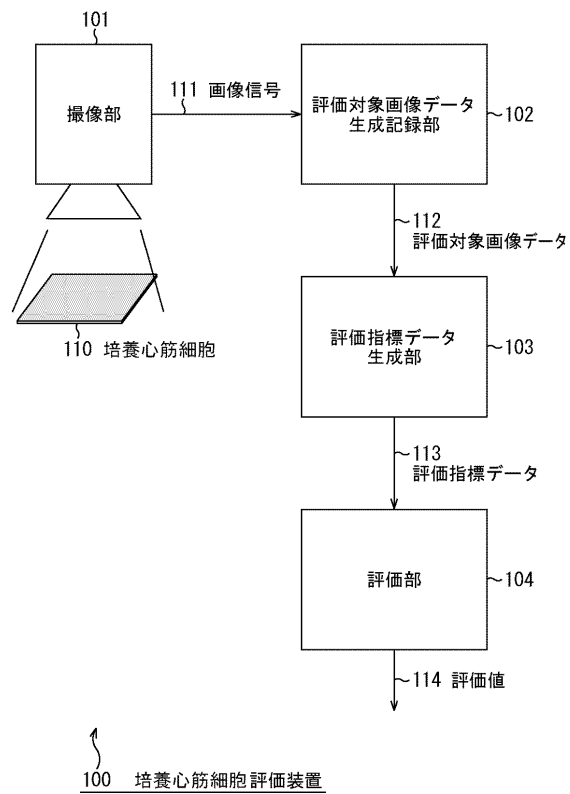 101
撮像部
111 画像信号
評価対象画像データ
生成記録部
102
112
評価対象画像データ
110 培養心筋細胞
評価指標データ
生成部
103
113
評価指標データ
評価部
104
114 評価値
100 培養心筋細胞評価装置